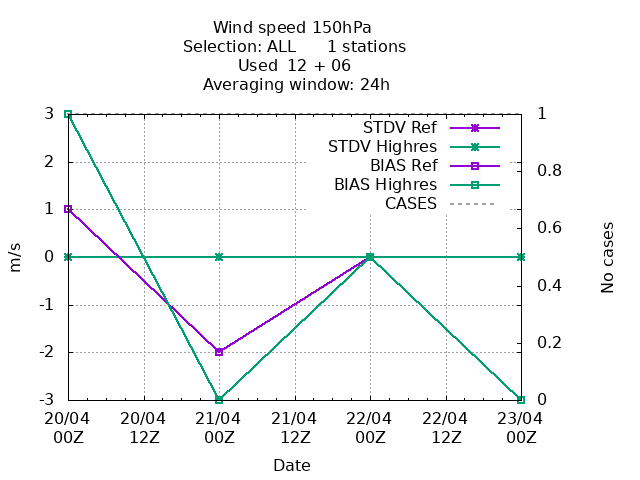 Wind speed 150hPa
Selection: ALL 1 stations
Used 12 + 06
Averaging window: 24h
STDV Ref
STDV Highres
BIAS Ref
BIAS Highres
CASES
3
2
1
0
-1
-2
-3
m/s
1
0.8
0.6
0.4
0.2
0
No cases
20/04 20/04 21/04 21/04 22/04 22/04 23/04
00Z 12Z 00Z 12Z 00Z 12Z 00Z
Date